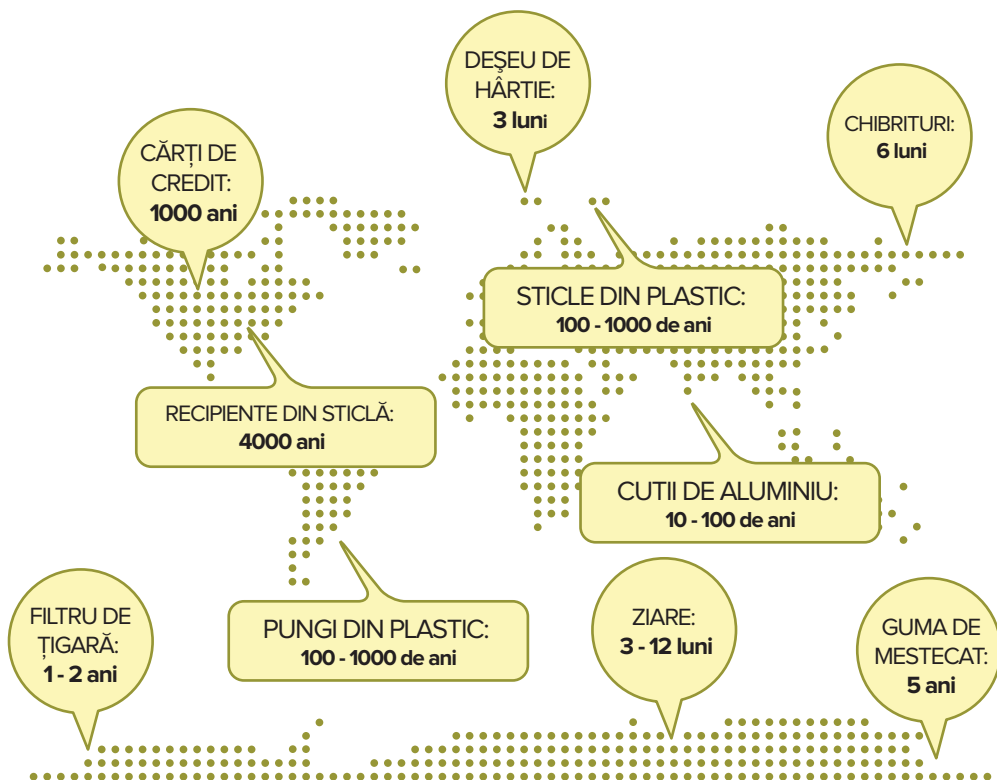 DEŞEU DE
HÂRTIE:
3 luni
CHIBRITURI:
6 luni
CĂRȚI DE
CREDIT:
1000 ani
STICLE DIN PLASTIC:
100 - 1000 de ani
RECIPIENTE DIN STICLĂ:
4000 ani
CUTII DE ALUMINIU:
10 - 100 de ani
FILTRU DE
ȚIGARĂ:
1 - 2 ani
PUNGI DIN PLASTIC:
100 - 1000 de ani
ZIARE:
3 - 12 luni
GUMA DE
MESTECAT:
5 ani